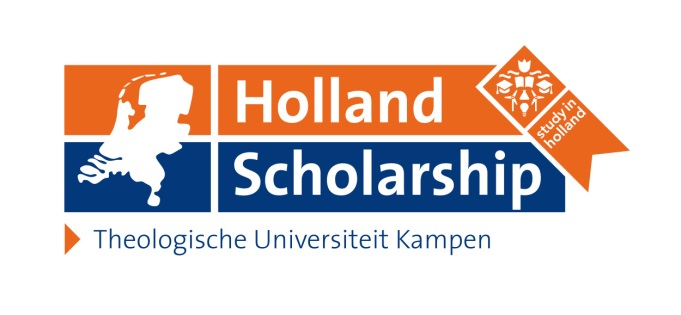 Holland
Scholarship
study in
holland
Theologische Universiteit Kampen